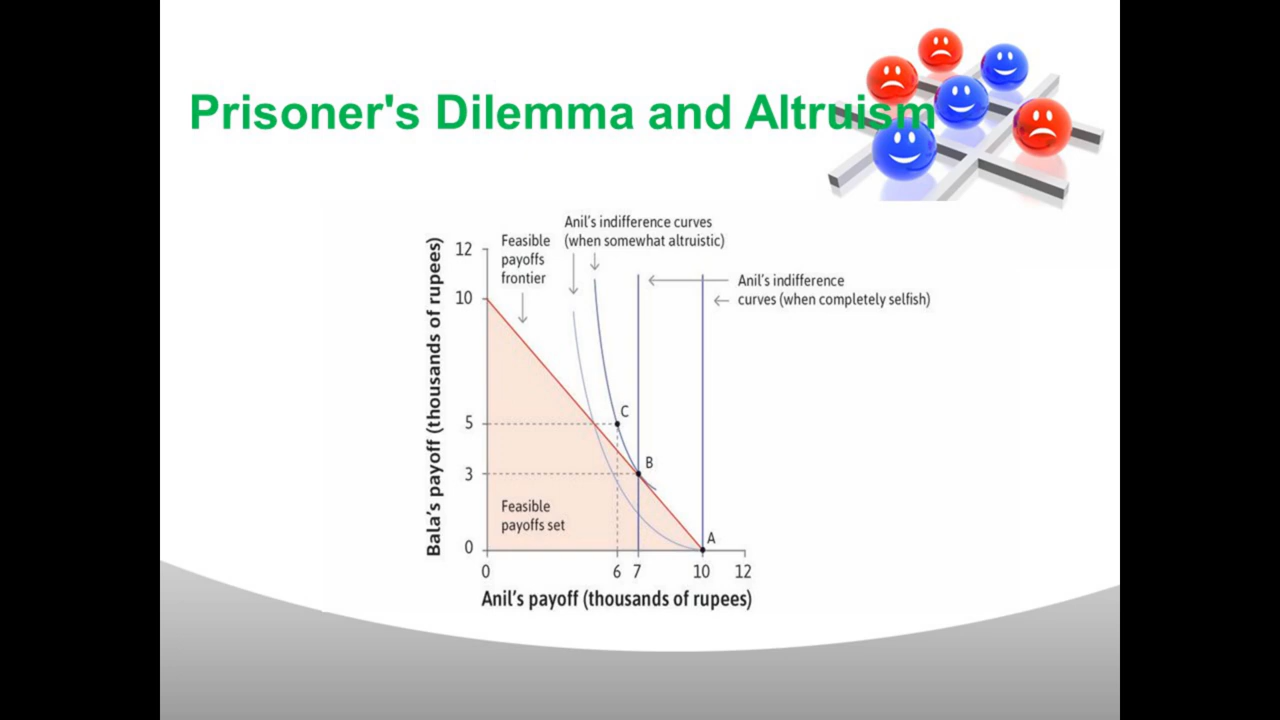 Prisoner's Dilemma and Altruism
Anil's indifference curves
(when somewhat altruistic)
Feasible
payoffs
frontier
Anil's indifference
curves (when completely selfish)
Bala's payoff (thousands of rupees)
12
10
5
3
0
C
B
A
Feasible
payoffs set
0 6 7 10 12
Anil's payoff (thousands of rupees)